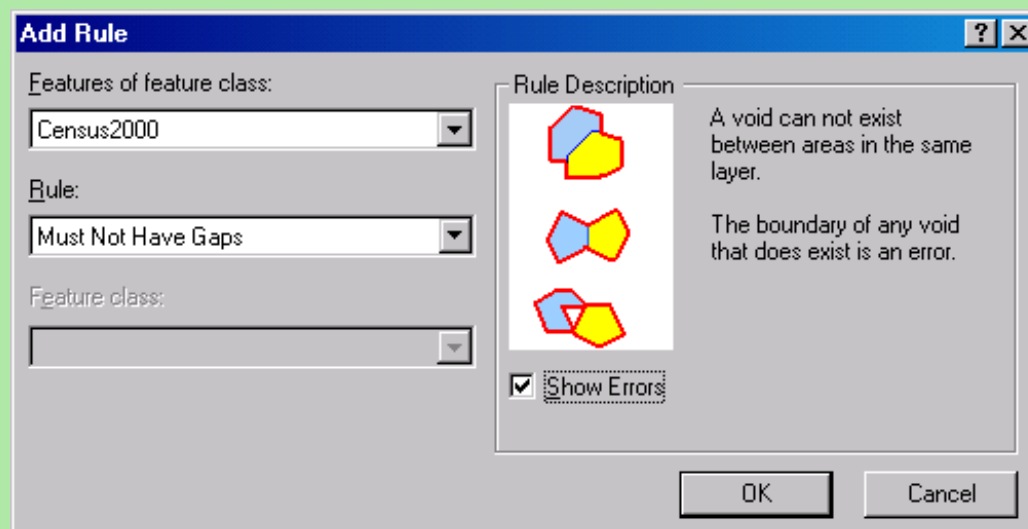 Add Rule
Features of feature class:
Census2000
Rule:
Must Not Have Gaps
Feature class:
Rule Description
A void can not exist
between areas in the same
layer.
The boundary of any void
that does exist is an error.
Show Errors
OK
Cancel